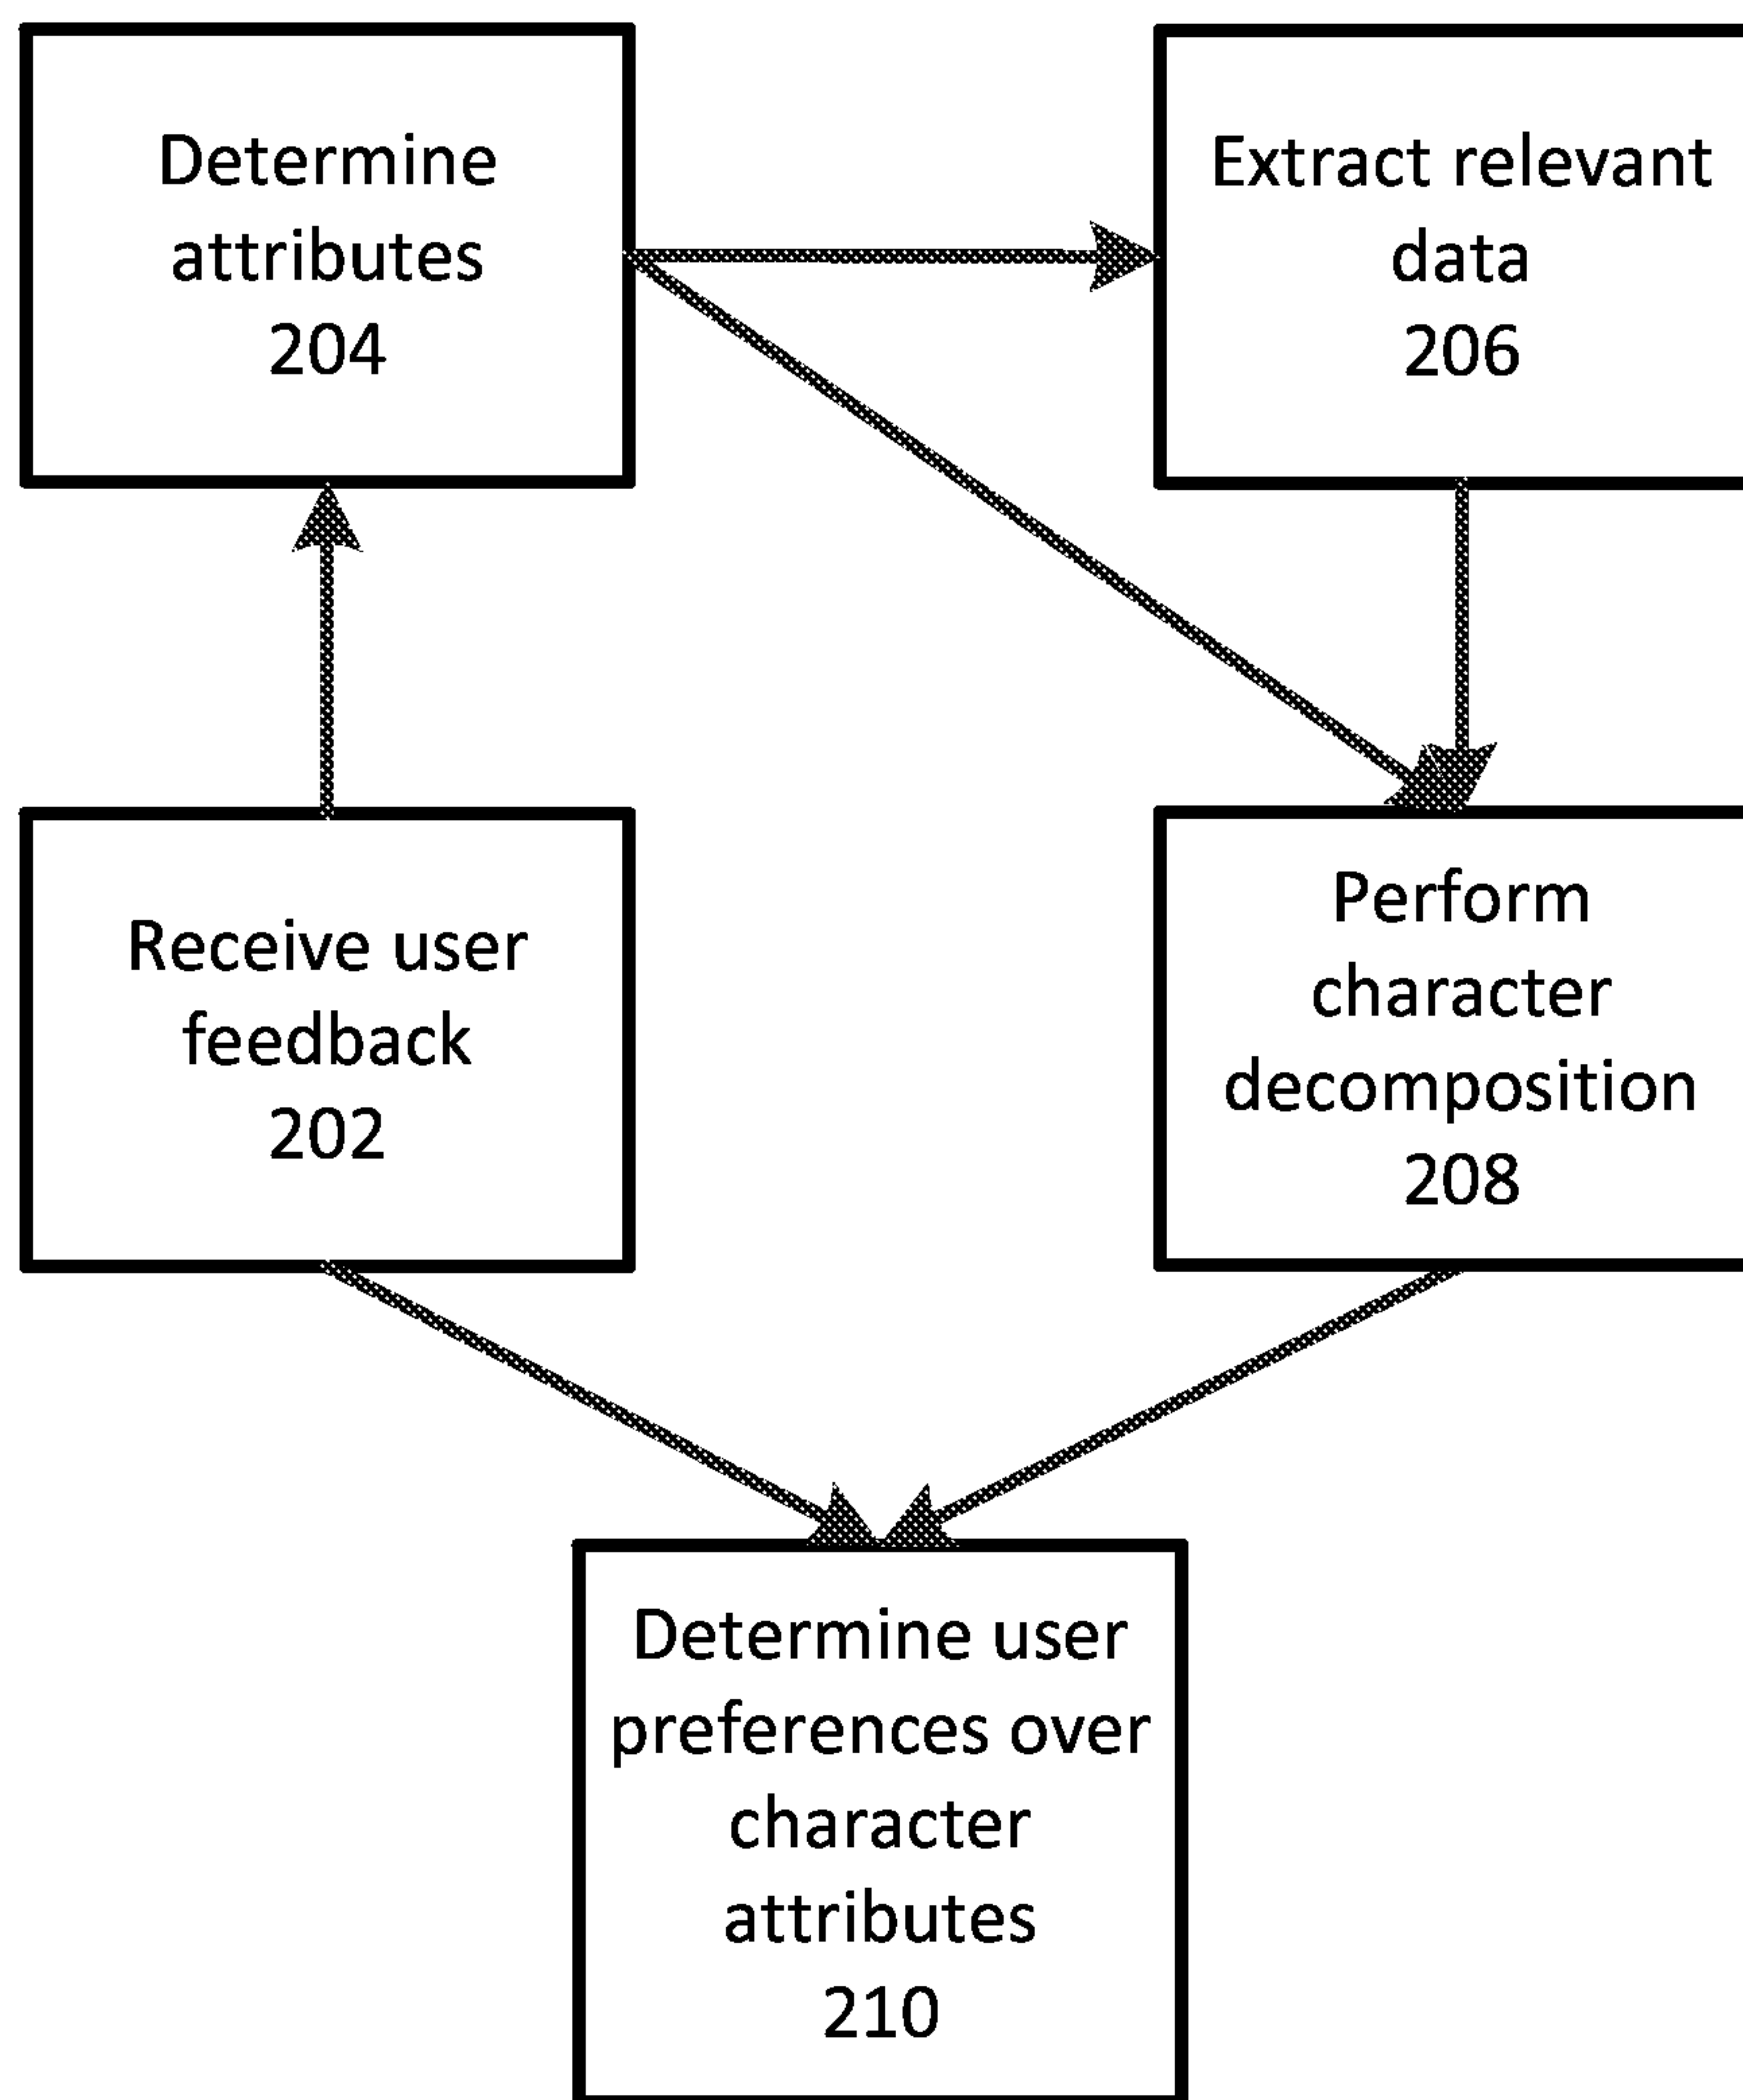 Determine
attributes
204
Extract relevant
data
206
Receive user
feedback
202
Perform
character
decomposition
208
Determine user
preferences over
character
attributes
210